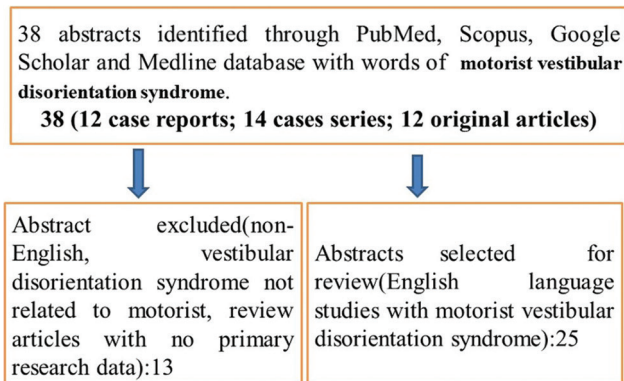 38 abstracts identified through PubMed, Scopus, Google
Scholar and Medline database with words of motorist vestibular
disorientation syndrome.
38 (12 case reports; 14 cases series; 12 original articles)
Abstract excluded(non-
English, vestibular
disorientation syndrome not
related to motorist, review
articles with no primary
research data):13
Abstracts selected for
review(English language
studies with motorist vestibular
disorientation syndrome):25